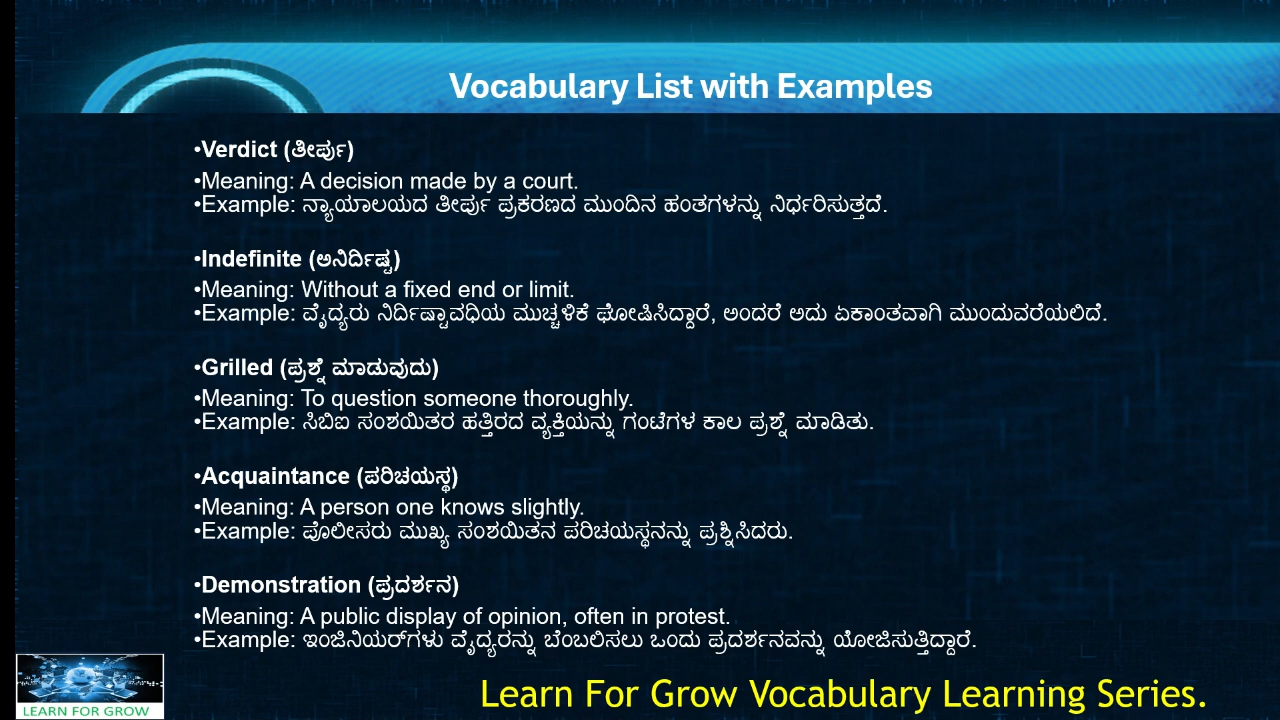 Vocabulary List with Examples
•Verdict (ತೀರ್ಪು)
•Meaning: A decision made by a court.
•Example: ನ್ಯಾಯಾಲಯದ ತೀರ್ಪು ಪ್ರಕರಣದ ಮುಂದಿನ ಹಂತಗಳನ್ನು ನಿರ್ಧರಿಸುತ್ತದೆ.
•Indefinite (ಅನಿರ್ದಿಷ್ಟ)
•Meaning: Without a fixed end or limit.
•Example: ವೈದ್ಯರು ನಿರ್ದಿಷ್ಟಾವಧಿಯ ಮುಚ್ಚಳಿಕೆ ಘೋಷಿಸಿದ್ದಾರೆ, ಅಂದರೆ ಅದು ಏಕಾಂತವಾಗಿ ಮುಂದುವರೆಯಲಿದೆ.
•Grilled (ಪ್ರಶ್ನೆ ಮಾಡುವುದು)
•Meaning: To question someone thoroughly.
•Example: ಸಿಬಿಐ ಸಂಶಯಿತರ ಹತ್ತಿರದ ವ್ಯಕ್ತಿಯನ್ನು ಗಂಟೆಗಳ ಕಾಲ ಪ್ರಶ್ನೆ ಮಾಡಿತು.
•Acquaintance (ಪರಿಚಯಸ್ಥ)
•Meaning: A person one knows slightly.
•Example: ಪೊಲೀಸರು ಮುಖ್ಯ ಸಂಶಯಿತನ ಪರಿಚಯಸ್ಥನನ್ನು ಪ್ರಶ್ನಿಸಿದರು.
•Demonstration (ಪ್ರದರ್ಶನ)
•Meaning: A public display of opinion, often in protest.
•Example: ಇಂಜಿನಿಯರ್‌ಗಳು ವೈದ್ಯರನ್ನು ಬೆಂಬಲಿಸಲು ಒಂದು ಪ್ರದರ್ಶನವನ್ನು ಯೋಜಿಸುತ್ತಿದ್ದಾರೆ.
LEARN FOR GROW
Learn For Grow Vocabulary Learning Series.